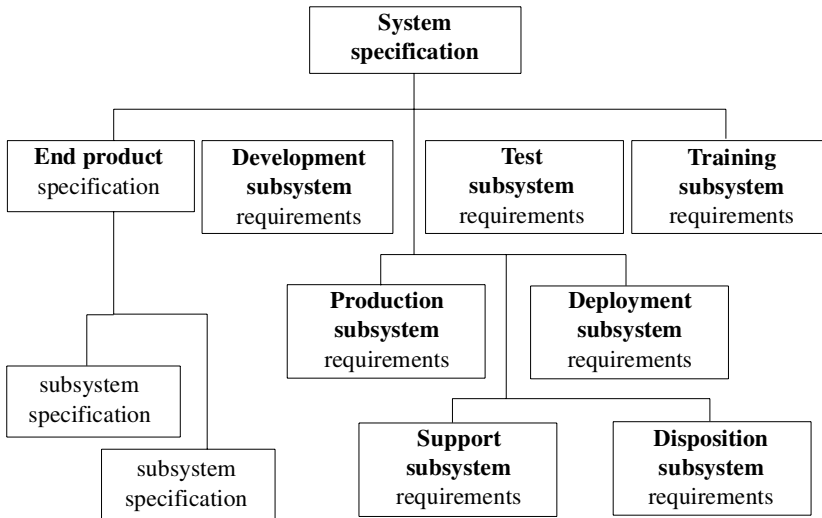 System
specification
End product
specification
Development
subsystem
requirements
Test
subsystem
requirements
Training
subsystem
requirements
Production
subsystem
requirements
Deployment
subsystem
requirements
subsystem
specification
Support
subsystem
requirements
Disposition
subsystem
requirements
subsystem
specification